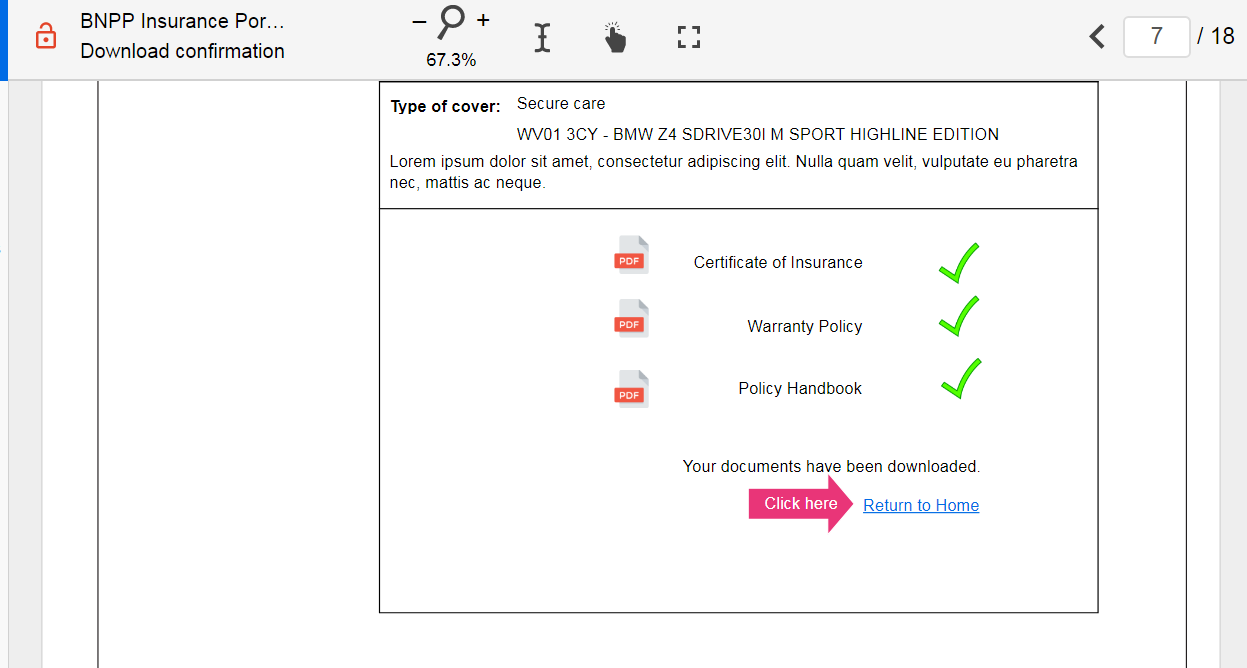 BNPP Insurance Por...
Download confirmation
− +
67.3%
7 / 18
Type of cover: Secure care
WV01 3CY - BMW Z4 SDRIVE30I M SPORT HIGHLINE EDITION
Lorem ipsum dolor sit amet, consectetur adipiscing elit. Nulla quam velit, vulputate eu pharetra
nec, mattis ac neque.
PDF Certificate of Insurance
PDF Warranty Policy
PDF Policy Handbook
Your documents have been downloaded.
Click here Return to Home